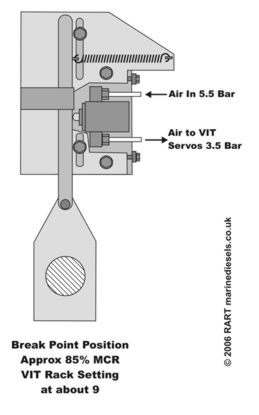 Air In 5.5 Bar
Air to VIT
Servos 3.5 Bar
© 2006 RART marinediesels.co.uk
Break Point Position
Approx 85% MCR
VIT Rack Setting
at about 9